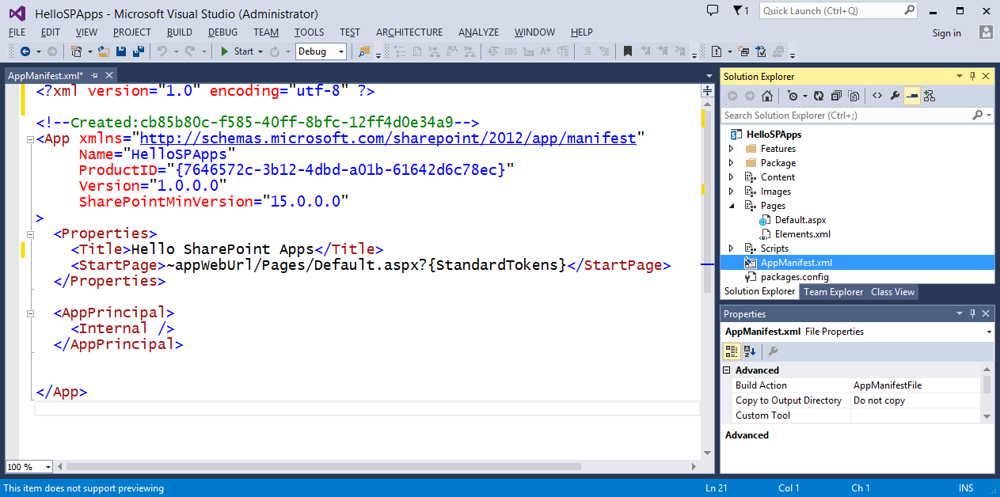 HelloSPApps - Microsoft Visual Studio (Administrator)
1
Quick Launch (Ctrl+Q)
FILE EDIT VIEW PROJECT BUILD DEBUG TEAM TOOLS TEST ARCHITECTURE ANALYZE WINDOW HELP
Sign in
Start
Debug
AppManifest.xml*
<?xml version="1.0" encoding="utf-8" ?>
<!--Created:cb85b80c-f585-40ff-8bfc-12ff4d0e34a9-->
<App xmlns="http://schemas.microsoft.com/sharepoint/2012/app/manifest"
Name="HelloSPApps"
ProductID="{7646572c-3b12-4dbd-a01b-61642d6c78ec}"
Version="1.0.0.0"
SharePointMinVersion="15.0.0.0"
>
<Properties>
<Title>Hello SharePoint Apps</Title>
<StartPage>~appWebUrl/Pages/Default.aspx?{StandardTokens}</StartPage>
</Properties>
<AppPrincipal>
<Internal />
</AppPrincipal>
</App>
100 %
Solution Explorer
Search Solution Explorer (Ctrl+;)
HelloSPApps
Features
Package
Content
Images
Pages
Default.aspx
Elements.xml
Scripts
AppManifest.xml
packages.config
Solution Explorer Team Explorer Class View
Properties
AppManifest.xml File Properties
Advanced
Build Action AppManifestFile
Copy to Output Directory Do not copy
Custom Tool
Advanced
This item does not support previewing
Ln 21 Col 1 Ch 1 INS